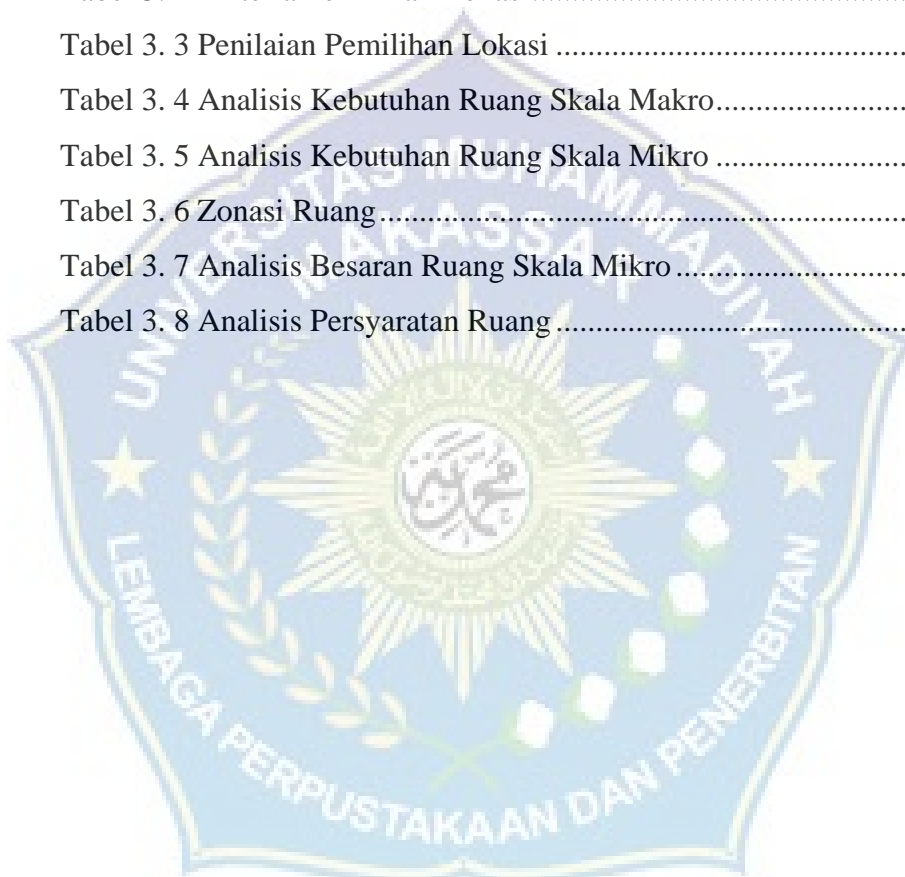 Tabel 3. 3 Penilaian Pemilihan Lokasi ..........................................
Tabel 3. 4 Analisis Kebutuhan Ruang Skala Makro..........................
Tabel 3. 5 Analisis Kebutuhan Ruang Skala Mikro ..........................
Tabel 3. 6 Zonasi Ruang....................................................................
Tabel 3. 7 Analisis Besaran Ruang Skala Mikro ..............................
Tabel 3. 8 Analisis Persyaratan Ruang ..............................................
UNIVERSITAS MUHAMMADIYAH
MAKASSAR
LEMBAGA PERPUSTAKAAN DAN PENERBITAN